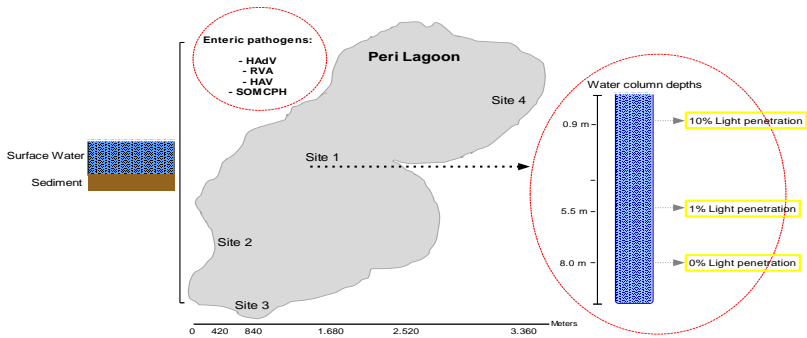 Enteric pathogens:
- HAdV
- RVA
- HAV
- SOMCPH
Peri Lagoon
Site 4
Site 1
Site 2
Site 3
Surface Water
Sediment
Water column depths
0.9 m
10% Light penetration
5.5 m
1% Light penetration
8.0 m
0% Light penetration
0 420 840 1.680 2.520 3.360 Meters